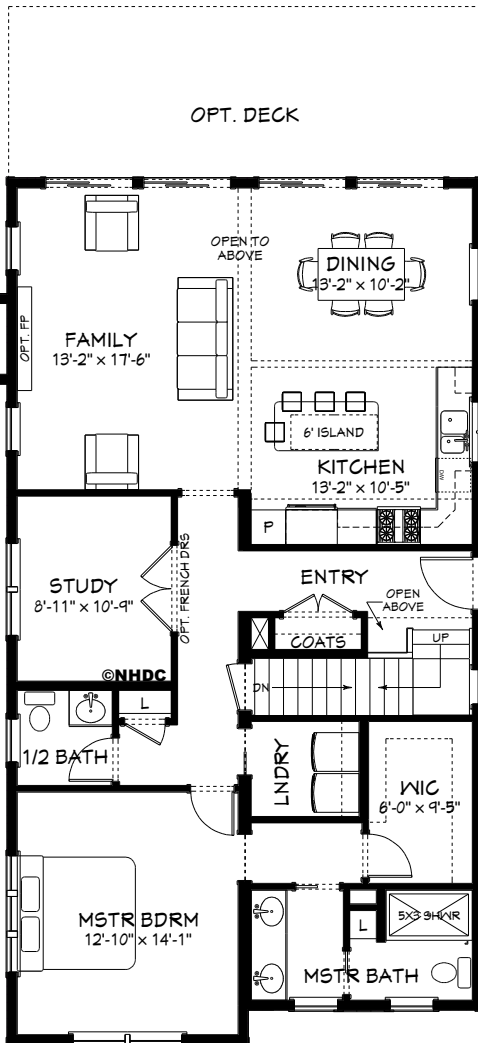 OPT. DECK
OPEN TO
ABOVE
DINING
13'-2" x 10'-2"
FAMILY
13'-2" x 17'-6"
OPT. FP
6' ISLAND
KITCHEN
13'-2" x 10'-5"
DW
P
STUDY
8'-11" x 10'-9"
OPT. FRENCH DRS
ENTRY
OPEN
ABOVE
COATS
UP
©NHDC
DN
L
1/2 BATH
LNDRY
WIC
6'-0" x 9'-5"
MSTR BDRM
12'-10" x 14'-1"
5X3 SHWR
L
MSTR BATH